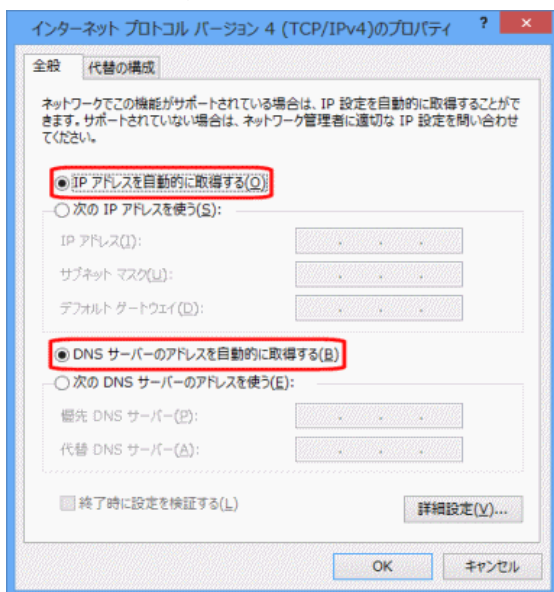 インターネット プロトコル バージョン 4 (TCP/IPv4)のプロパティ ? ×
全般 代替の構成
ネットワークでこの機能がサポートされている場合は、IP 設定を自動的に取得することがで
きます。サポートされていない場合は、ネットワーク管理者に適切な IP 設定を問い合わせ
てください。
IP アドレスを自動的に取得する(O)
次の IP アドレスを使う(S):
IP アドレス(I):
サブネット マスク(U):
デフォルト ゲートウェイ(D):
DNS サーバーのアドレスを自動的に取得する(B)
次の DNS サーバーのアドレスを使う(E):
優先 DNS サーバー(P):
代替 DNS サーバー(A):
終了時に設定を検証する(L)
詳細設定(V)...
OK キャンセル